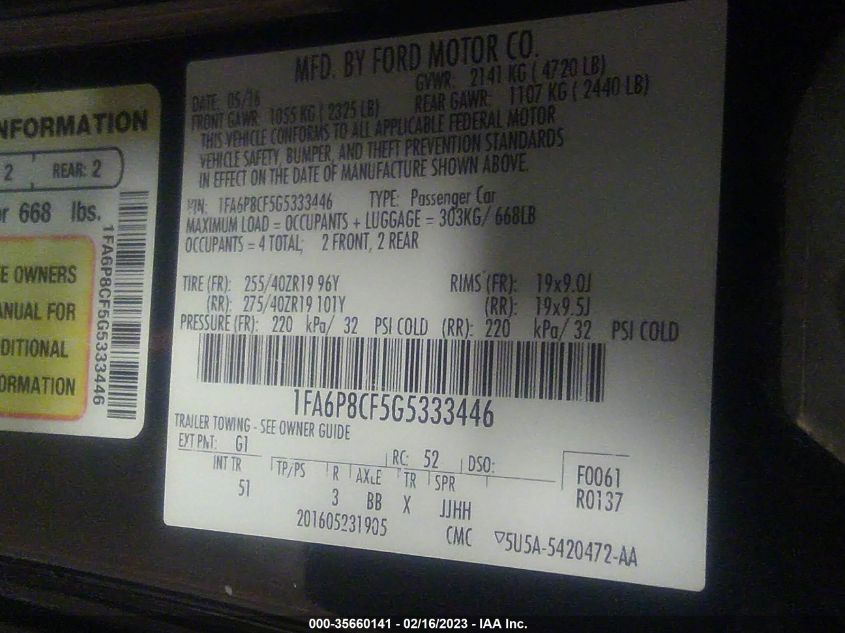 NFORMATION
2 REAR: 2
or 668 lbs.
E OWNERS
ANUAL FOR
DITIONAL
ORMATION
1FA6P8CF5G5333446
MFD. BY FORD MOTOR CO.
DATE: 05/16 GVWR: 2141 KG ( 4720 LB)
FRONT GAWR: 1055 KG ( 2325 LB) REAR GAWR: 1107 KG ( 2440 LB)
THIS VEHICLE CONFORMS TO ALL APPLICABLE FEDERAL MOTOR
VEHICLE SAFETY, BUMPER, AND THEFT PREVENTION STANDARDS
IN EFFECT ON THE DATE OF MANUFACTURE SHOWN ABOVE.
VIN: 1FA6P8CF5G5333446 TYPE: Passenger Car
MAXIMUM LOAD = OCCUPANTS + LUGGAGE = 303KG/ 668LB
OCCUPANTS = 4 TOTAL; 2 FRONT, 2 REAR
TIRE (FR): 255/40ZR19 96Y RIMS (FR): 19x9.0J
(RR): 275/40ZR19 101Y (RR): 19x9.5J
PRESSURE (FR): 220 kPa/ 32 PSI COLD (RR): 220 kPa/ 32 PSI COLD
1FA6P8CF5G5333446
TRAILER TOWING - SEE OWNER GUIDE
EXT PNT: G1 RC: 52 DSO: F0061
INT TR TP/PS R AXLE TR SPR R0137
51 3 BB X JJHH
201605231905 CMC ▽5U5A-5420472-AA
000-35660141 - 02/16/2023 - IAA Inc.